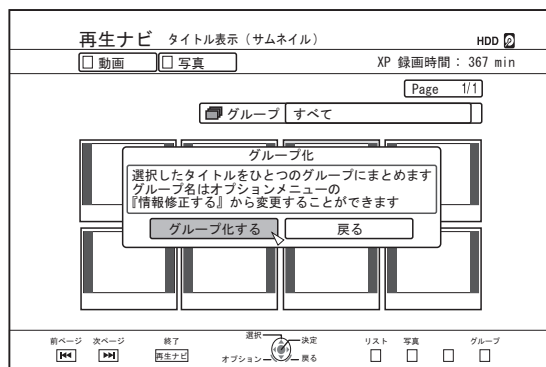 再生ナビ タイトル表示（サムネイル） HDD
動画 写真 XP 録画時間： 367 min
Page 1/1
グループ すべて
グループ化
選択したタイトルをひとつのグループにまとめます
グループ名はオプションメニューの
『情報修正する』から変更することができます
グループ化する 戻る
前ページ 次ページ 終了 選択 決定 リスト 写真 グループ
再生ナビ オプション 戻る